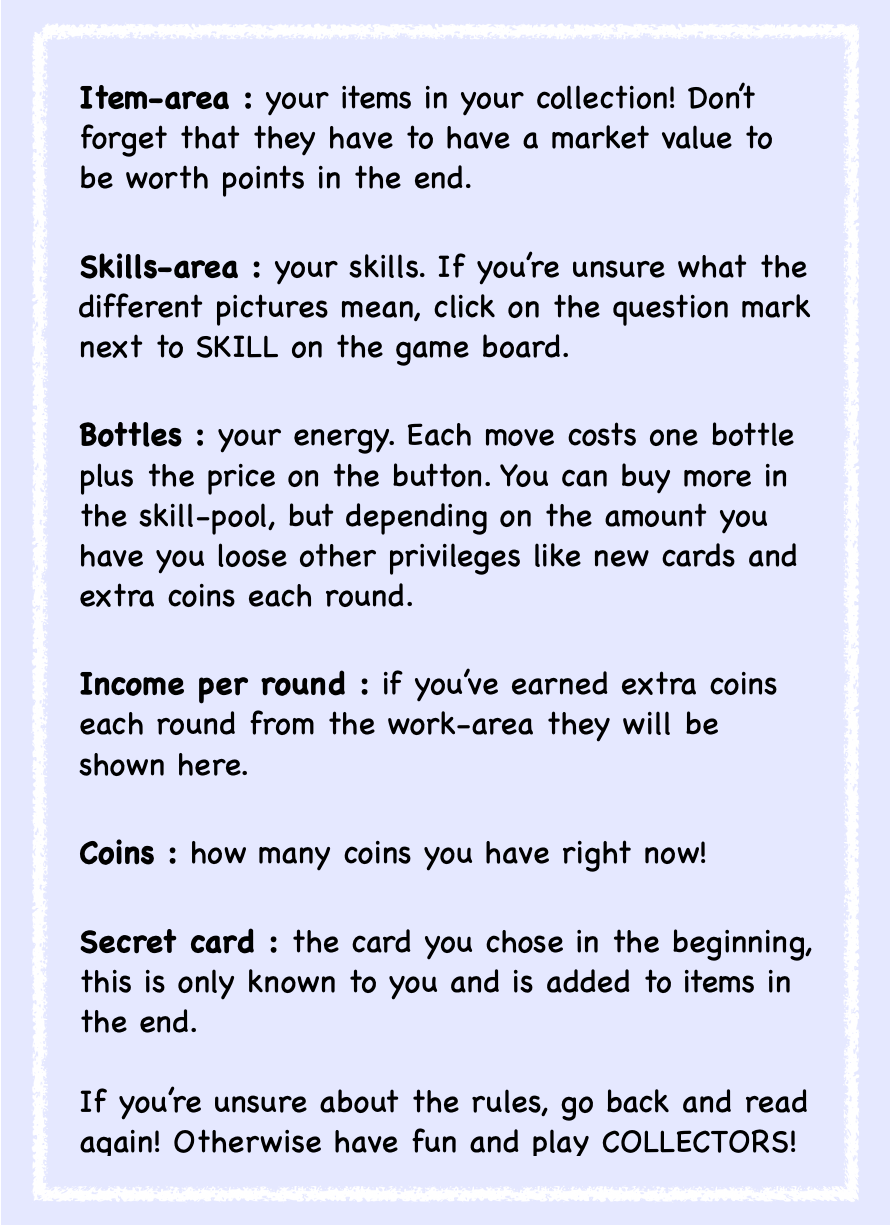 Item-area : your items in your collection! Don't
forget that they have to have a market value to
be worth points in the end.
Skills-area : your skills. If you're unsure what the
different pictures mean, click on the question mark
next to SKILL on the game board.
Bottles : your energy. Each move costs one bottle
plus the price on the button. You can buy more in
the skill-pool, but depending on the amount you
have you loose other privileges like new cards and
extra coins each round.
Income per round : if you've earned extra coins
each round from the work-area they will be
shown here.
Coins : how many coins you have right now!
Secret card : the card you chose in the beginning,
this is only known to you and is added to items in
the end.
If you're unsure about the rules, go back and read
again! Otherwise have fun and play COLLECTORS!